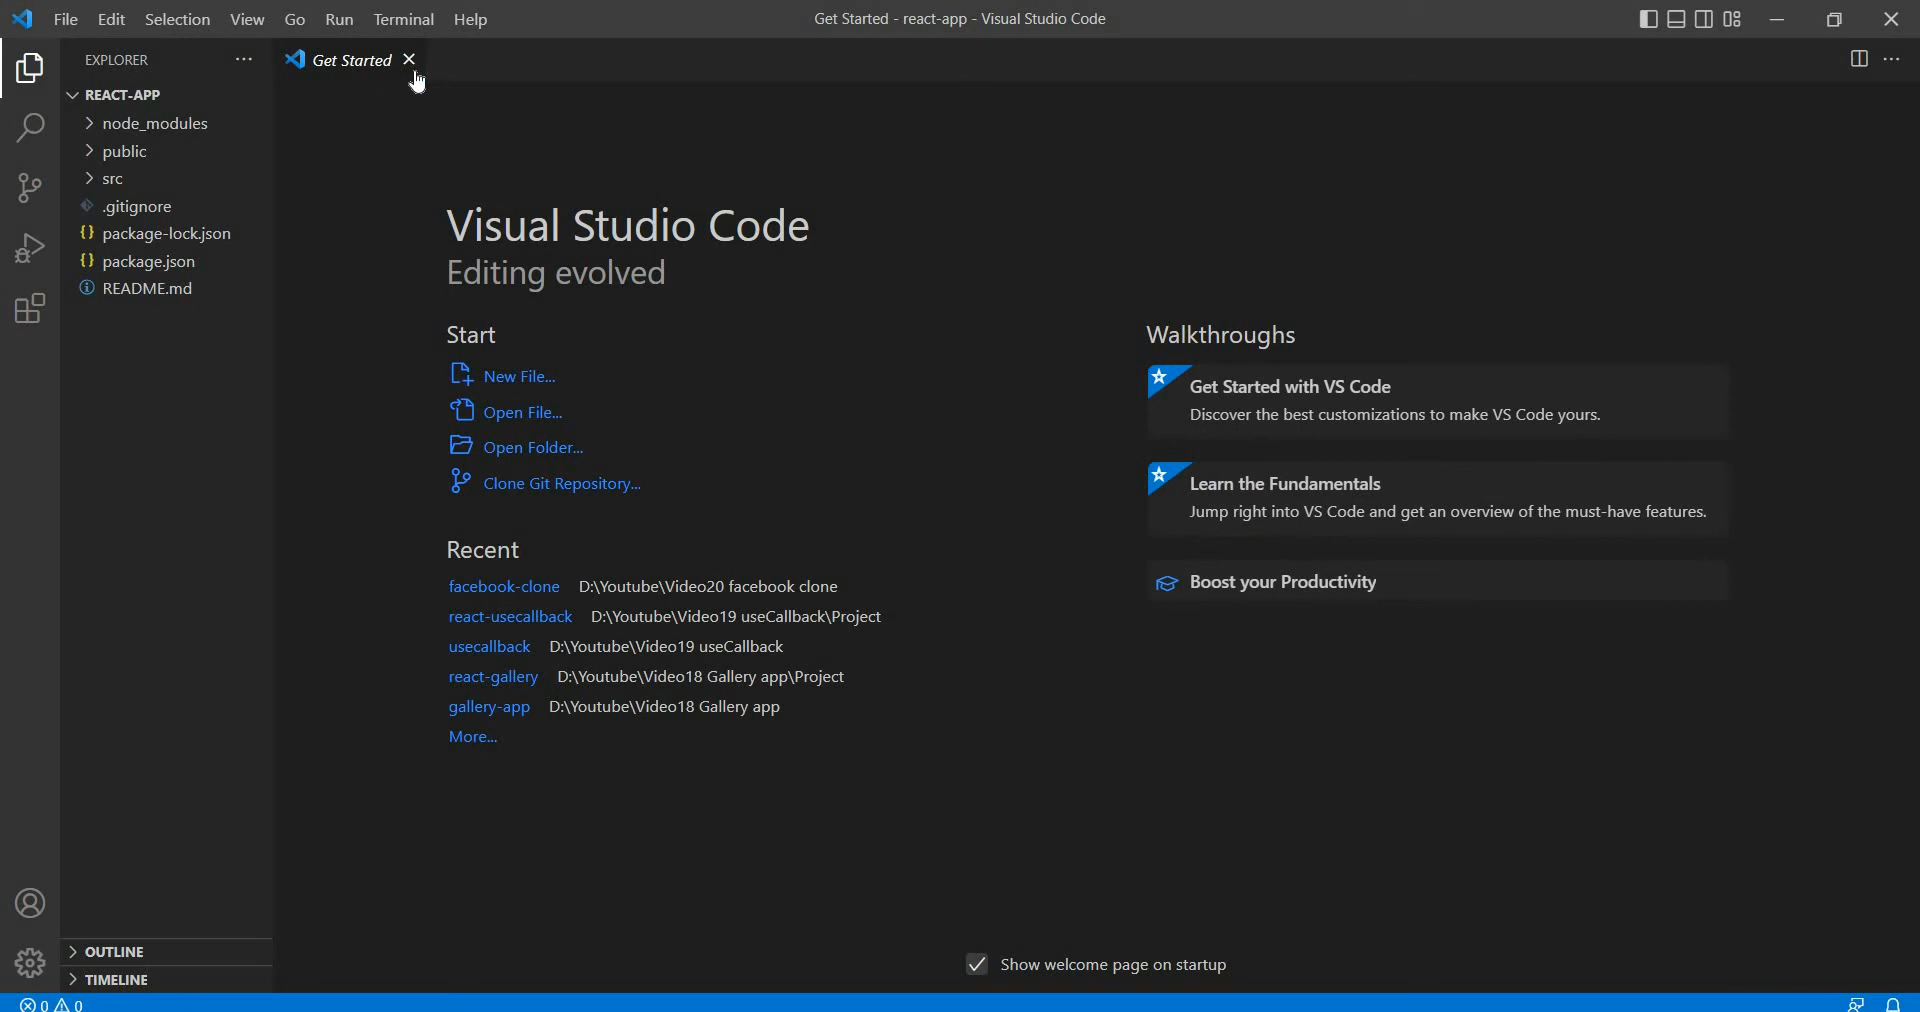 File Edit Selection View Go Run Terminal Help
Get Started - react-app - Visual Studio Code
EXPLORER
Get Started
REACT-APP
node_modules
public
src
.gitignore
package-lock.json
package.json
README.md
OUTLINE
TIMELINE
Visual Studio Code
Editing evolved
Start
New File...
Open File...
Open Folder...
Clone Git Repository...
Recent
facebook-clone D:\Youtube\Video20 facebook clone
react-usecallback D:\Youtube\Video19 useCallback\Project
usecallback D:\Youtube\Video19 useCallback
react-gallery D:\Youtube\Video18 Gallery app\Project
gallery-app D:\Youtube\Video18 Gallery app
More...
Walkthroughs
Get Started with VS Code
Discover the best customizations to make VS Code yours.
Learn the Fundamentals
Jump right into VS Code and get an overview of the must-have features.
Boost your Productivity
Show welcome page on startup
0 0